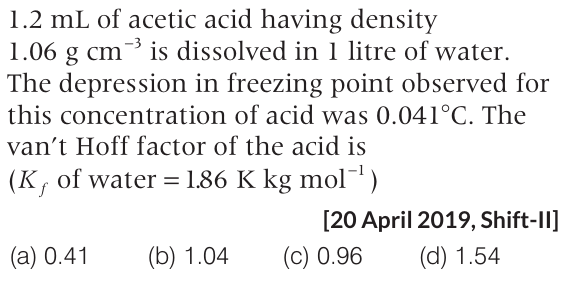 1.2 mL of acetic acid having density
1.06 g cm⁻³ is dissolved in 1 litre of water.
The depression in freezing point observed for
this concentration of acid was 0.041°C. The
van't Hoff factor of the acid is
(K_f of water = 1.86 K kg mol⁻¹)
[20 April 2019, Shift-II]
(a) 0.41 (b) 1.04 (c) 0.96 (d) 1.54